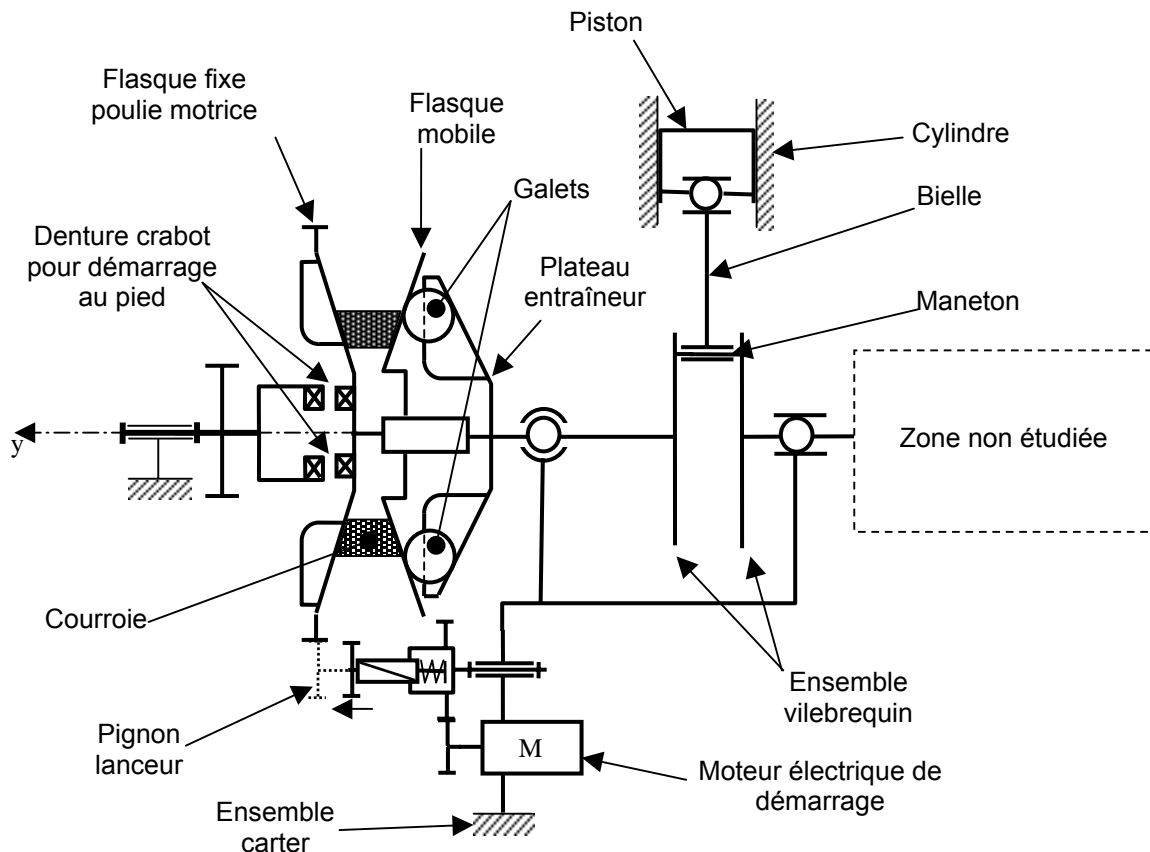 Piston
Flasque fixe
poulie motrice
Flasque
mobile
Cylindre
Galets
Bielle
Denture crabot
pour démarrage
au pied
Plateau
entraîneur
Maneton
y
Zone non étudiée
Courroie
Ensemble
vilebrequin
Pignon
lanceur
M
Moteur électrique de
démarrage
Ensemble
carter